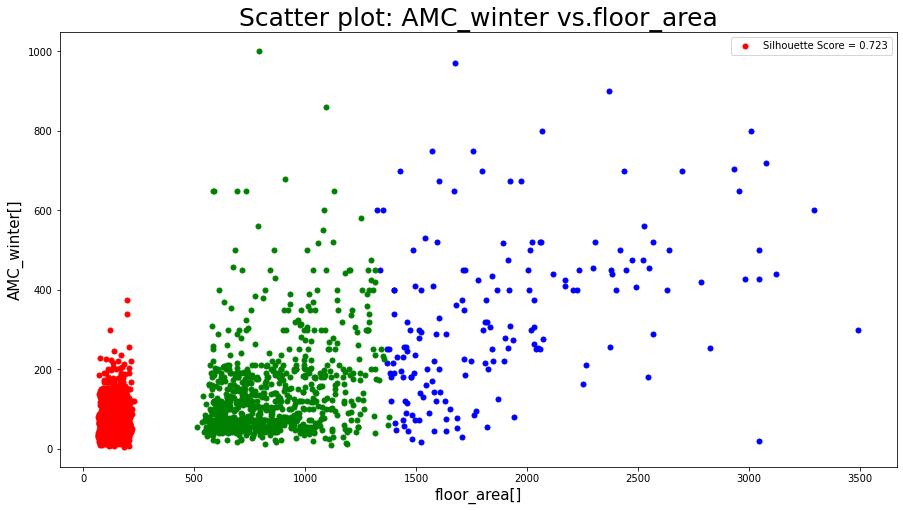 Scatter plot: AMC_winter vs.floor_area
Silhouette Score = 0.723
AMC_winter[]
1000
800
600
400
200
0
0 500 1000 1500 2000 2500 3000 3500
floor_area[]